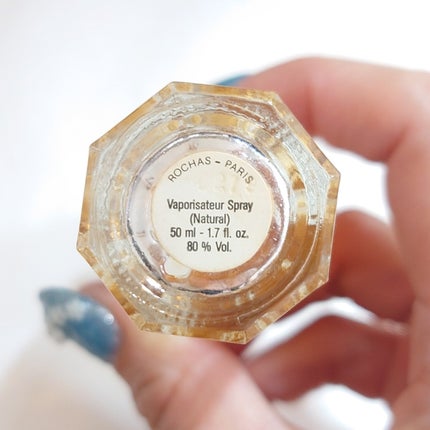 ROCHAS - PARIS
Vaporisateur Spray
(Natural)
50 ml - 1.7 fl. oz.
80 % Vol.